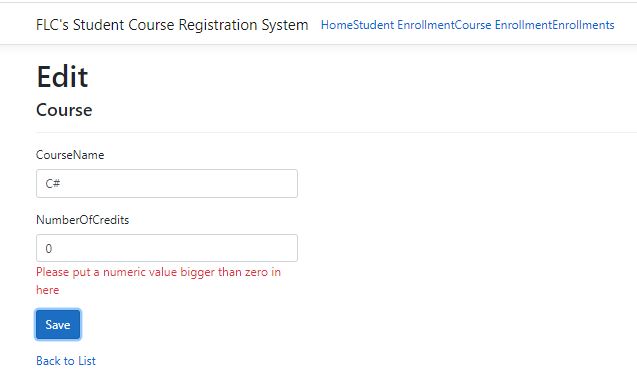 FLC's Student Course Registration System HomeStudent EnrollmentCourse EnrollmentEnrollments
Edit
Course
CourseName
C#
NumberOfCredits
0
Please put a numeric value bigger than zero in
here
Save
Back to List